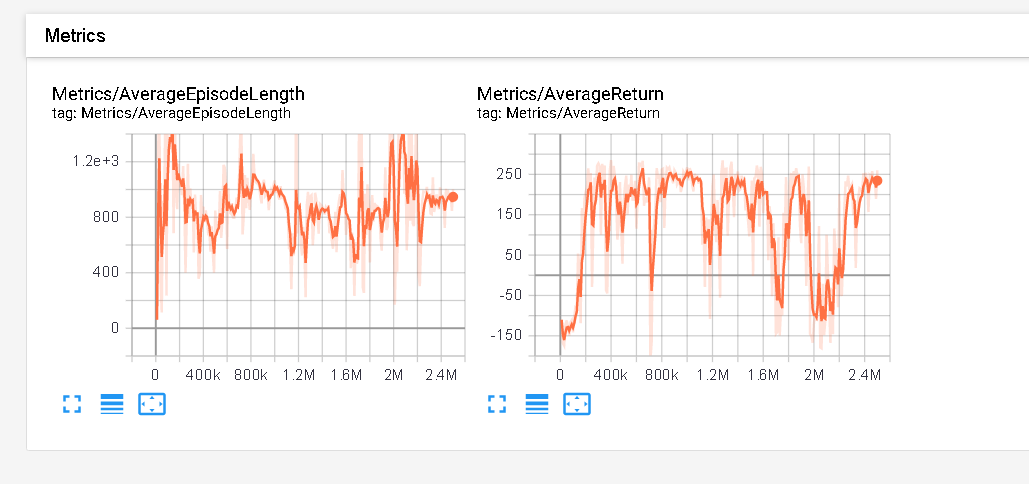 Metrics
Metrics/AverageEpisodeLength
tag: Metrics/AverageEpisodeLength
1.2e+3
800
400
0
0 400k 800k 1.2M 1.6M 2M 2.4M
Metrics/AverageReturn
tag: Metrics/AverageReturn
250
150
50
-50
-150
0 400k 800k 1.2M 1.6M 2M 2.4M